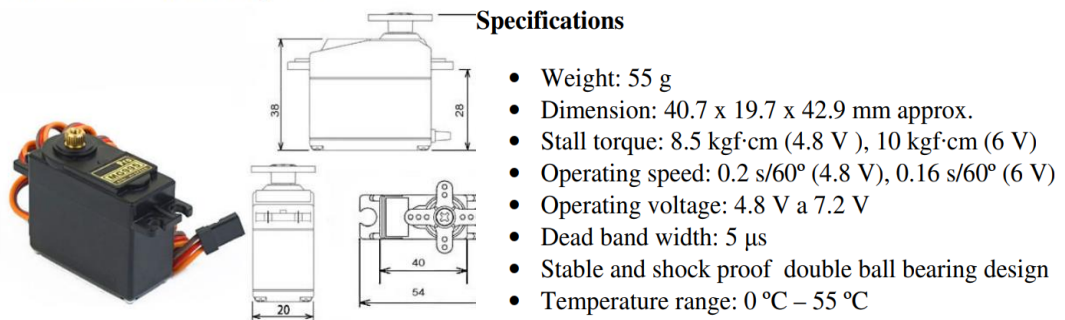 Specifications
Weight: 55 g
Dimension: 40.7 x 19.7 x 42.9 mm approx.
Stall torque: 8.5 kgf·cm (4.8 V ), 10 kgf·cm (6 V)
Operating speed: 0.2 s/60º (4.8 V), 0.16 s/60º (6 V)
Operating voltage: 4.8 V a 7.2 V
Dead band width: 5 μs
Stable and shock proof double ball bearing design
Temperature range: 0 ºC – 55 ºC
38
28
40
54
20